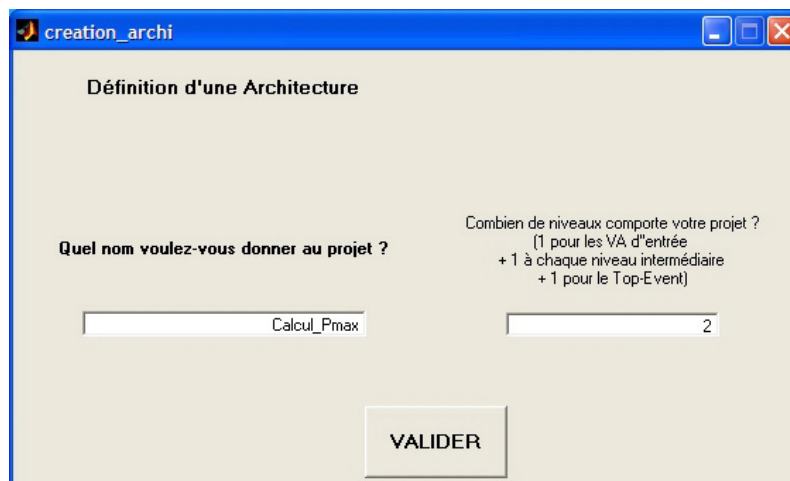 creation_archi
Définition d'une Architecture
Quel nom voulez-vous donner au projet ?
Combien de niveaux comporte votre projet ?
(1 pour les VA d''entrée
+ 1 à chaque niveau intermédiaire
+ 1 pour le Top-Event)
Calcul_Pmax
2
VALIDER